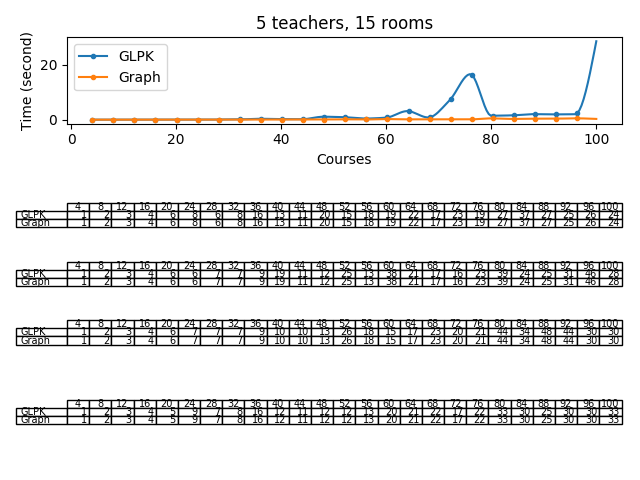 5 teachers, 15 rooms
Time (second)
20
0
GLPK
Graph
0 20 40 60 80 100
Courses
4 8 12 16 20 24 28 32 36 40 44 48 52 56 60 64 68 72 76 80 84 88 92 96 100
GLPK 1 2 3 4 6 8 6 8 16 13 11 20 15 18 19 22 17 23 19 27 37 27 25 26 24
Graph 1 2 3 4 6 8 6 8 16 13 11 20 15 18 19 22 17 23 19 27 37 27 25 26 24
4 8 12 16 20 24 28 32 36 40 44 48 52 56 60 64 68 72 76 80 84 88 92 96 100
GLPK 1 2 3 4 6 6 7 7 9 19 11 12 25 13 38 21 17 16 23 39 24 25 31 46 28
Graph 1 2 3 4 6 6 7 7 9 19 11 12 25 13 38 21 17 16 23 39 24 25 31 46 28
4 8 12 16 20 24 28 32 36 40 44 48 52 56 60 64 68 72 76 80 84 88 92 96 100
GLPK 1 2 3 4 6 7 7 7 9 10 10 13 26 18 15 17 23 20 21 44 34 48 44 30 30
Graph 1 2 3 4 6 7 7 7 9 10 10 13 26 18 15 17 23 20 21 44 34 48 44 30 30
4 8 12 16 20 24 28 32 36 40 44 48 52 56 60 64 68 72 76 80 84 88 92 96 100
GLPK 1 2 3 4 5 9 7 8 16 12 11 12 12 13 20 21 22 17 22 33 30 25 30 30 33
Graph 1 2 3 4 5 9 7 8 16 12 11 12 12 13 20 21 22 17 22 33 30 25 30 30 33